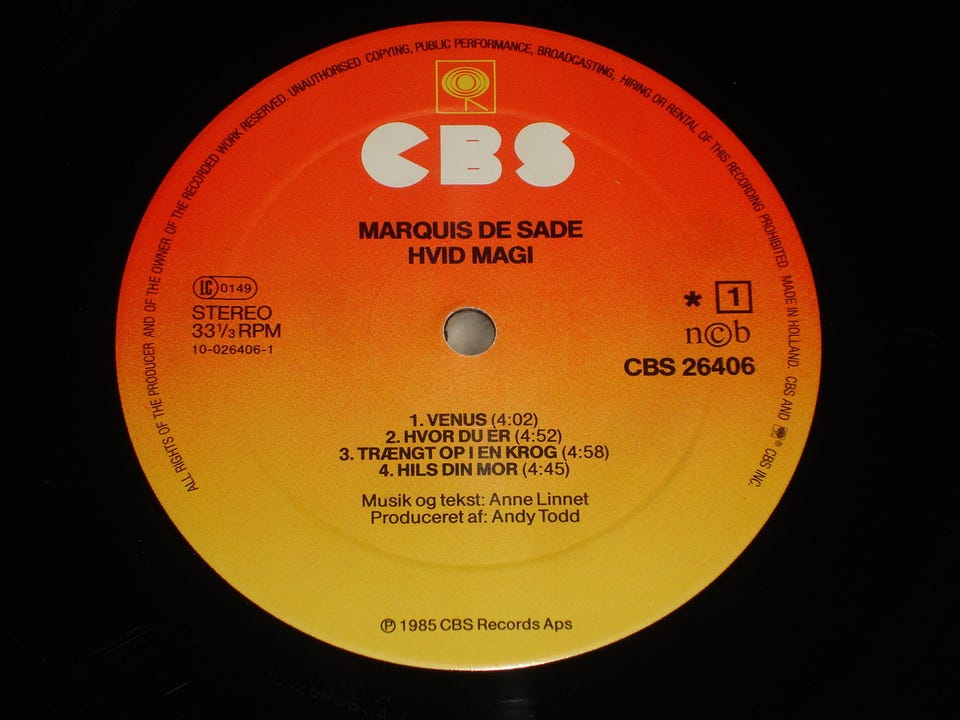 ALL RIGHTS OF THE PRODUCER AND OF THE OWNER OF THE RECORDED WORK RESERVED. UNAUTHORISED COPYING, PUBLIC PERFORMANCE, BROADCASTING, HIRING OR RENTAL OF THIS RECORDING PROHIBITED. MADE IN HOLLAND. CBS AND CBS INC.
CBS
MARQUIS DE SADE
HVID MAGI
LC 0149
STEREO
33 1/3 RPM
10-026406-1
* 1
n©b
CBS 26406
1. VENUS (4:02)
2. HVOR DU ER (4:52)
3. TRÆNGT OP I EN KROG (4:58)
4. HILS DIN MOR (4:45)
Musik og tekst: Anne Linnet
Produceret af: Andy Todd
℗ 1985 CBS Records Aps